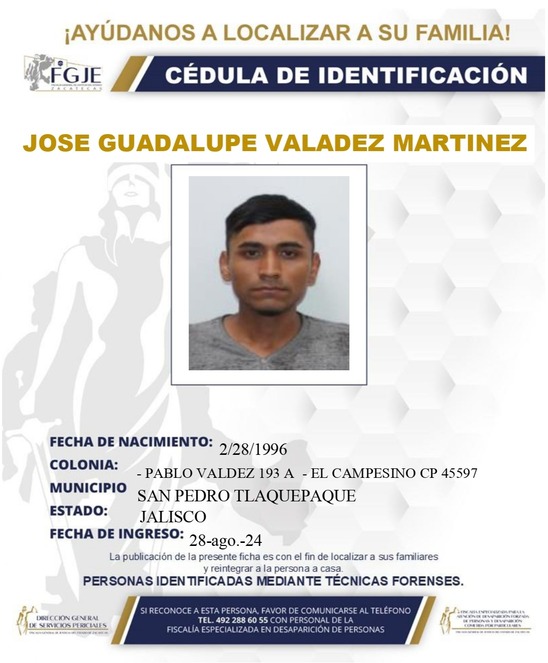 ¡AYÚDANOS A LOCALIZAR A SU FAMILIA!
FGJE
ZACATECAS
CÉDULA DE IDENTIFICACIÓN
JOSE GUADALUPE VALADEZ MARTINEZ
FECHA DE NACIMIENTO: 2/28/1996
COLONIA: - PABLO VALDEZ 193 A - EL CAMPESINO CP 45597
MUNICIPIO SAN PEDRO TLAQUEPAQUE
ESTADO: JALISCO
FECHA DE INGRESO: 28-ago.-24
La publicación de la presente ficha es con el fin de localizar a sus familiares
y reintegrar a la persona a casa.
PERSONAS IDENTIFICADAS MEDIANTE TÉCNICAS FORENSES.
DIRECCIÓN GENERAL
DE SERVICIOS PERICIALES
SI RECONOCE A ESTA PERSONA, FAVOR DE COMUNICARSE AL TELÉFONO
TEL. 492 288 60 55 CON PERSONAL DE LA
FISCALÍA ESPECIALIZADA EN DESAPARICIÓN DE PERSONAS